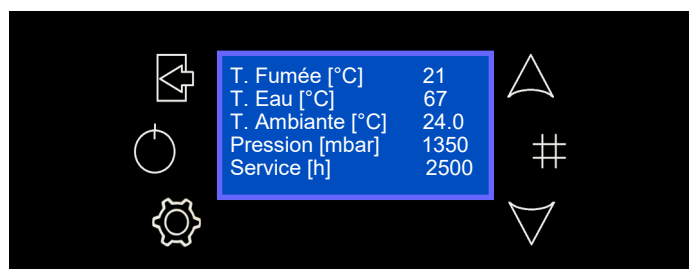 T. Fumée [°C] 21
T. Eau [°C] 67
T. Ambiante [°C] 24.0
Pression [mbar] 1350
Service [h] 2500